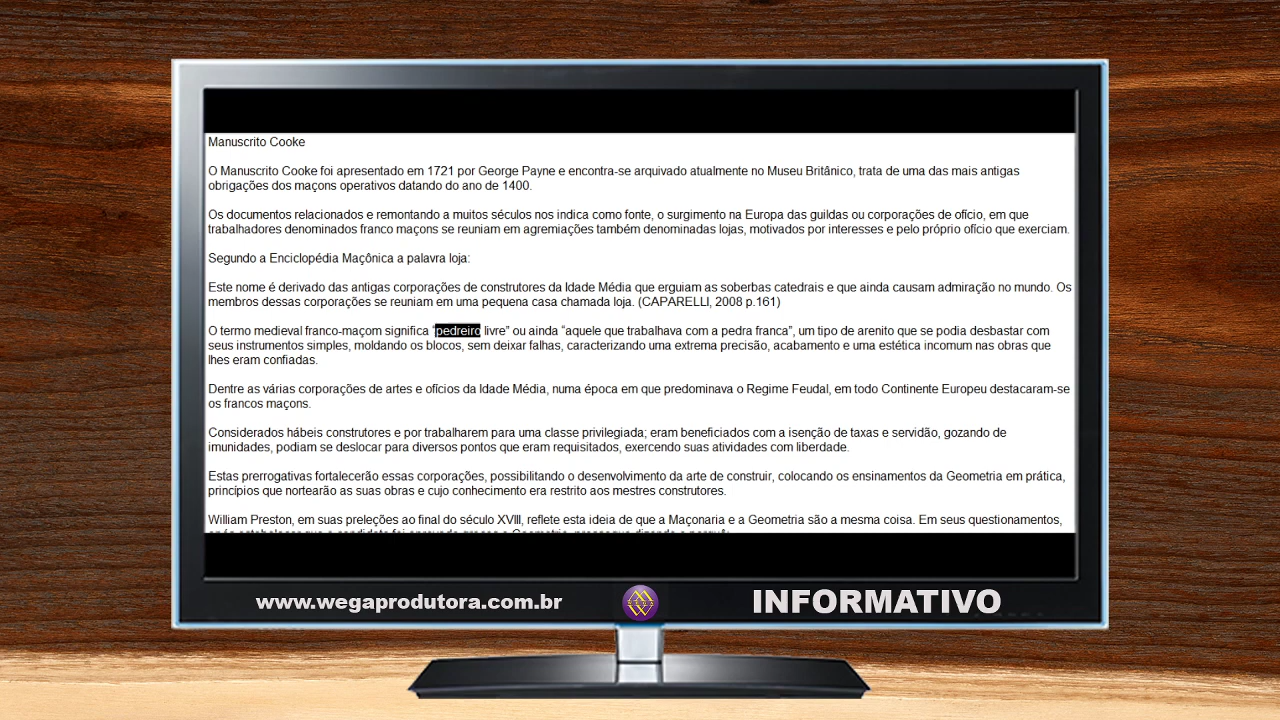 Manuscrito Cooke
O Manuscrito Cooke foi apresentado em 1721 por George Payne e encontra-se arquivado atualmente no Museu Britânico, trata de uma das mais antigas
obrigações dos maçons operativos datando do ano de 1400.
Os documentos relacionados e remontando a muitos séculos nos indica como fonte, o surgimento na Europa das guildas ou corporações de ofício, em que
trabalhadores denominados franco maçons se reuniam em agremiações também denominadas lojas, motivados por interesses e pelo próprio ofício que exerciam.
Segundo a Enciclopédia Maçônica a palavra loja:
Este nome é derivado das antigas corporações de construtores da Idade Média que erguiam as soberbas catedrais e que ainda causam admiração no mundo. Os
membros dessas corporações se reuniam em uma pequena casa chamada loja. (CAPARELLI, 2008 p.161)
O termo medieval franco-maçom significa “pedreiro livre” ou ainda “aquele que trabalhava com a pedra franca”, um tipo de arenito que se podia desbastar com
seus instrumentos simples, moldando os blocos, sem deixar falhas, caracterizando uma extrema precisão, acabamento e uma estética incomum nas obras que
lhes eram confiadas.
Dentre as várias corporações de artes e ofícios da Idade Média, numa época em que predominava o Regime Feudal, em todo Continente Europeu destacaram-se
os francos maçons.
Considerados hábeis construtores e por trabalharem para uma classe privilegiada; eram beneficiados com a isenção de taxas e servidão, gozando de
imunidades, podiam se deslocar para diversos pontos que eram requisitados, exercendo suas atividades com liberdade.
Estas prerrogativas fortalecerão essas corporações, possibilitando o desenvolvimento da arte de construir, colocando os ensinamentos da Geometria em prática,
princípios que nortearão as suas obras e cujo conhecimento era restrito aos mestres construtores.
William Preston, em suas preleções ao final do século XVIII, reflete esta ideia de que a Maçonaria e a Geometria são a mesma coisa. Em seus questionamentos,
www.wegaprodutora.com.br
INFORMATIVO